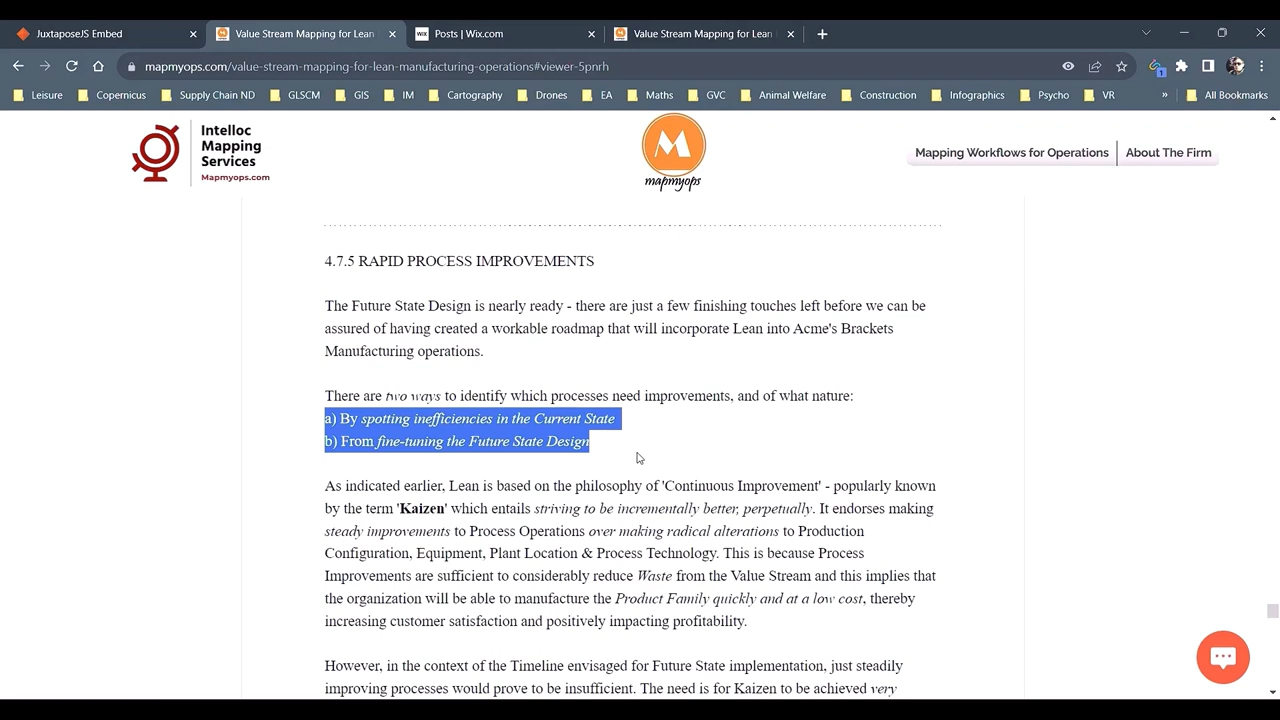 JuxtaposeJS Embed
Value Stream Mapping for Lean
Posts | Wix.com
Value Stream Mapping for Lean
mapmyops.com/value-stream-mapping-for-lean-manufacturing-operations#viewer-5pnrh
1
Leisure
Copernicus
Supply Chain ND
GLSCM
GIS
IM
Cartography
Drones
EA
Maths
GVC
Animal Welfare
Construction
Infographics
Psycho
VR
»
All Bookmarks
Intelloc
Mapping
Services
Mapmyops.com
M
mapmyops
Mapping Workflows for Operations
About The Firm
4.7.5 RAPID PROCESS IMPROVEMENTS
The Future State Design is nearly ready - there are just a few finishing touches left before we can be
assured of having created a workable roadmap that will incorporate Lean into Acme's Brackets
Manufacturing operations.
There are two ways to identify which processes need improvements, and of what nature:
a) By spotting inefficiencies in the Current State
b) From fine-tuning the Future State Design
As indicated earlier, Lean is based on the philosophy of 'Continuous Improvement' - popularly known
by the term 'Kaizen' which entails striving to be incrementally better, perpetually. It endorses making
steady improvements to Process Operations over making radical alterations to Production
Configuration, Equipment, Plant Location & Process Technology. This is because Process
Improvements are sufficient to considerably reduce Waste from the Value Stream and this implies that
the organization will be able to manufacture the Product Family quickly and at a low cost, thereby
increasing customer satisfaction and positively impacting profitability.
However, in the context of the Timeline envisaged for Future State implementation, just steadily
improving processes would prove to be insufficient. The need is for Kaizen to be achieved very